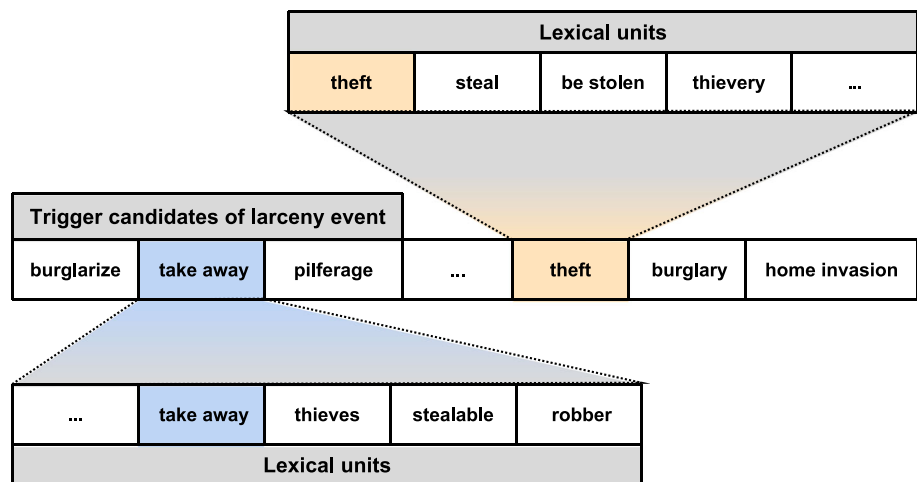 Lexical units
theft steal be stolen thievery ...
Trigger candidates of larceny event
burglarize take away pilferage ... theft burglary home invasion
... take away thieves stealable robber
Lexical units